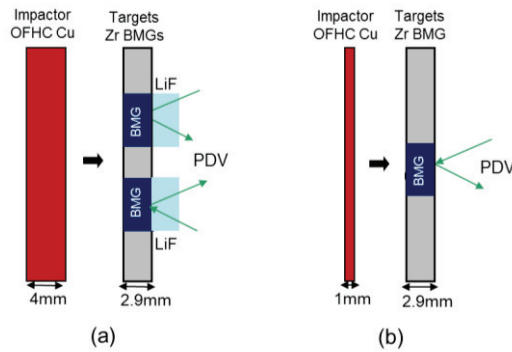 Impactor
OFHC Cu
Targets
Zr BMGs
LiF
BMG
PDV
BMG
LiF
4mm
2.9mm
(a)
Impactor
OFHC Cu
Targets
Zr BMG
BMG
PDV
1mm
2.9mm
(b)